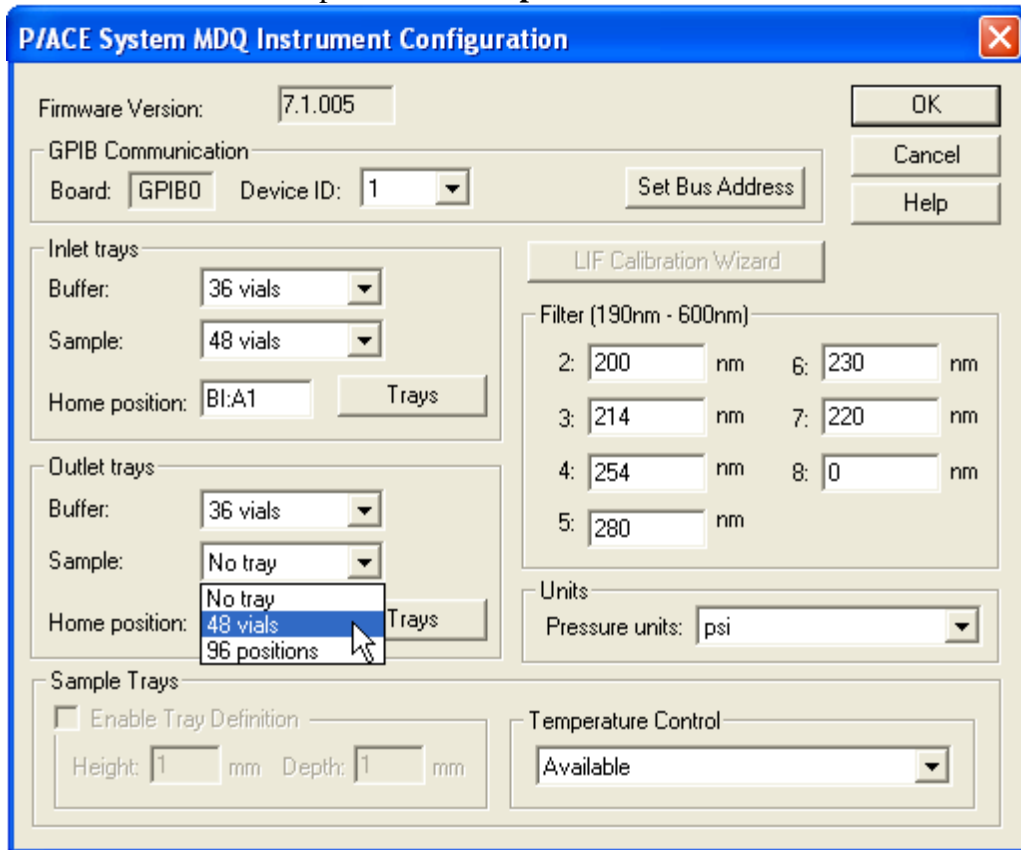 P/ACE System MDQ Instrument Configuration
Firmware Version: 7.1.005
OK
GPIB Communication
Cancel
Board: GPIB0 Device ID: 1 Set Bus Address
Help
Inlet trays
LIF Calibration Wizard
Buffer: 36 vials
Sample: 48 vials
Home position: BI:A1 Trays
Filter (190nm - 600nm)
2: 200 nm 6: 230 nm
3: 214 nm 7: 220 nm
4: 254 nm 8: 0 nm
5: 280 nm
Outlet trays
Buffer: 36 vials
Sample: No tray
No tray
Home position: 48 vials Trays
96 positions
Units
Pressure units: psi
Sample Trays
Enable Tray Definition
Height: 1 mm Depth: 1 mm
Temperature Control
Available